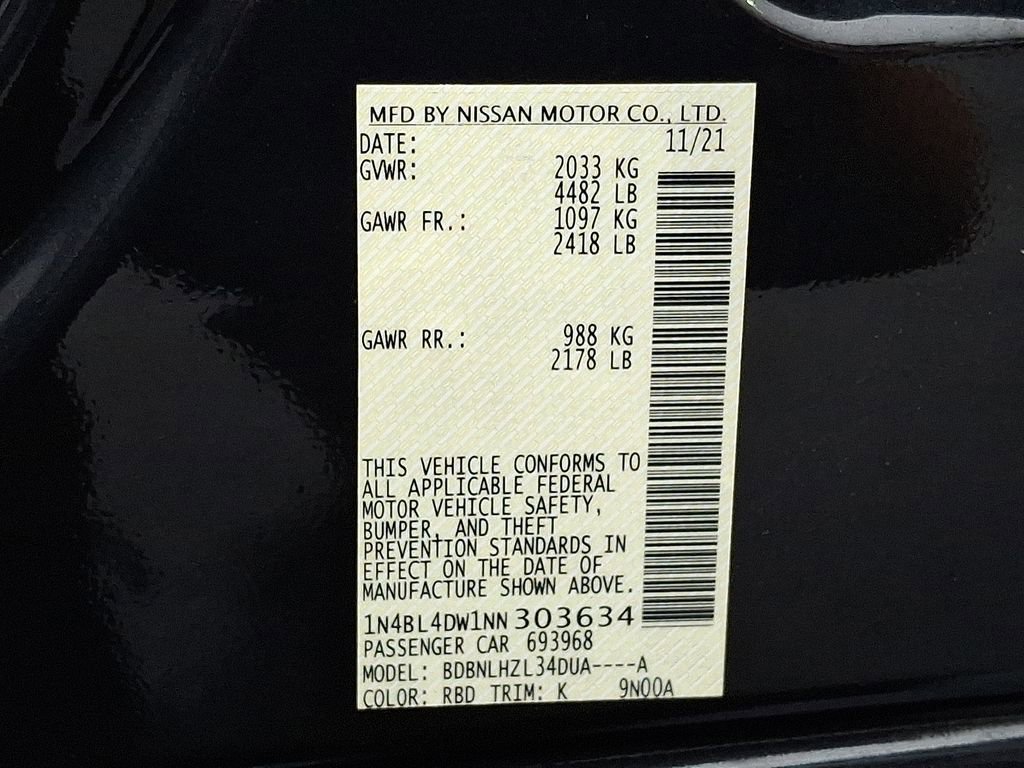 MFD BY NISSAN MOTOR CO., LTD.
DATE: 11/21
GVWR: 2033 KG
4482 LB
GAWR FR.: 1097 KG
2418 LB
GAWR RR.: 988 KG
2178 LB
THIS VEHICLE CONFORMS TO
ALL APPLICABLE FEDERAL
MOTOR VEHICLE SAFETY,
BUMPER, AND THEFT
PREVENTION STANDARDS IN
EFFECT ON THE DATE OF
MANUFACTURE SHOWN ABOVE.
1N4BL4DW1NN303634
PASSENGER CAR 693968
MODEL: BDBNLHZL34DUA----A
COLOR: RBD TRIM: K 9N00A